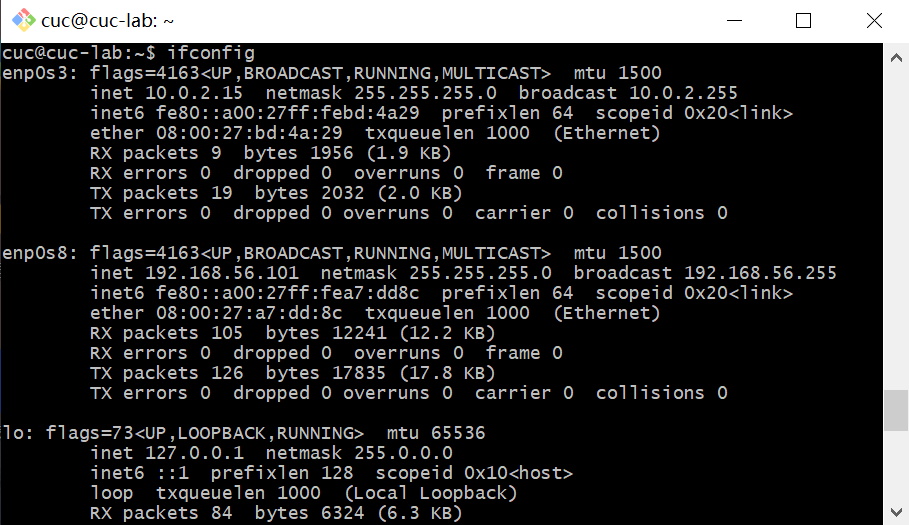 cuc@cuc-lab: ~
cuc@cuc-lab:~$ ifconfig
enp0s3: flags=4163<UP,BROADCAST,RUNNING,MULTICAST>  mtu 1500
        inet 10.0.2.15  netmask 255.255.255.0  broadcast 10.0.2.255
        inet6 fe80::a00:27ff:febd:4a29  prefixlen 64  scopeid 0x20<link>
        ether 08:00:27:bd:4a:29  txqueuelen 1000  (Ethernet)
        RX packets 9  bytes 1956 (1.9 KB)
        RX errors 0  dropped 0  overruns 0  frame 0
        TX packets 19  bytes 2032 (2.0 KB)
        TX errors 0  dropped 0 overruns 0  carrier 0  collisions 0

enp0s8: flags=4163<UP,BROADCAST,RUNNING,MULTICAST>  mtu 1500
        inet 192.168.56.101  netmask 255.255.255.0  broadcast 192.168.56.255
        inet6 fe80::a00:27ff:fea7:dd8c  prefixlen 64  scopeid 0x20<link>
        ether 08:00:27:a7:dd:8c  txqueuelen 1000  (Ethernet)
        RX packets 105  bytes 12241 (12.2 KB)
        RX errors 0  dropped 0  overruns 0  frame 0
        TX packets 126  bytes 17835 (17.8 KB)
        TX errors 0  dropped 0 overruns 0  carrier 0  collisions 0

lo: flags=73<UP,LOOPBACK,RUNNING>  mtu 65536
        inet 127.0.0.1  netmask 255.0.0.0
        inet6 ::1  prefixlen 128  scopeid 0x10<host>
        loop  txqueuelen 1000  (Local Loopback)
        RX packets 84  bytes 6324 (6.3 KB)